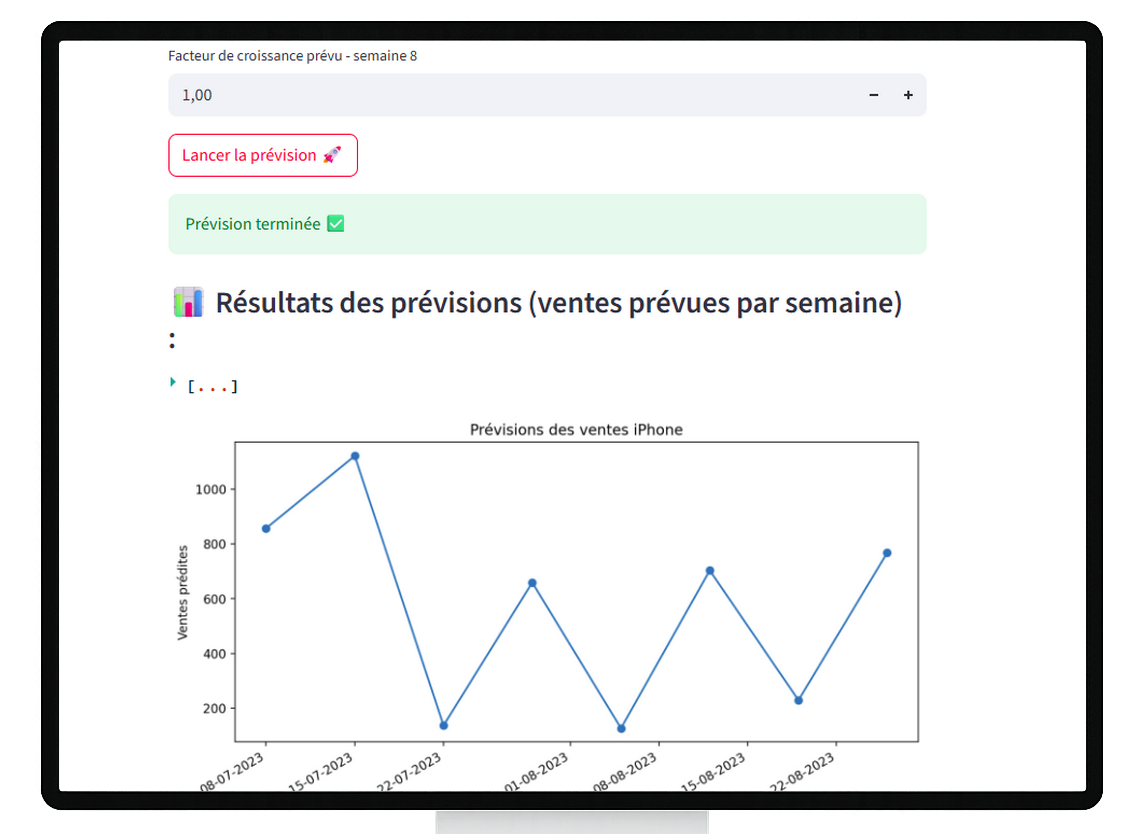 Facteur de croissance prévu - semaine 8
1,00
Lancer la prévision 🚀
Prévision terminée ✅
📊 Résultats des prévisions (ventes prévues par semaine)
:
[...]
Prévisions des ventes iPhone
1000
800
600
400
200
Ventes prédites
08-07-2023
15-07-2023
22-07-2023
01-08-2023
08-08-2023
15-08-2023
22-08-2023